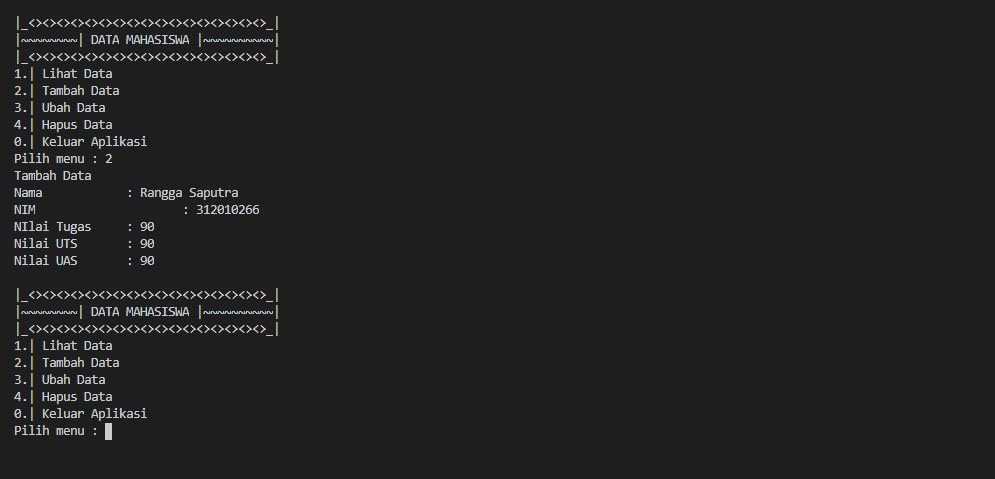 |_<><><><><><><><><><><><><><><><><>_|
|~~~~~~~~| DATA MAHASISWA |~~~~~~~~~~|
|_<><><><><><><><><><><><><><><><><>_|
1.| Lihat Data
2.| Tambah Data
3.| Ubah Data
4.| Hapus Data
0.| Keluar Aplikasi
Pilih menu : 2
Tambah Data
Nama            : Rangga Saputra
NIM                     : 312010266
NIlai Tugas     : 90
Nilai UTS       : 90
Nilai UAS       : 90
|_<><><><><><><><><><><><><><><><><>_|
|~~~~~~~~| DATA MAHASISWA |~~~~~~~~~~|
|_<><><><><><><><><><><><><><><><><>_|
1.| Lihat Data
2.| Tambah Data
3.| Ubah Data
4.| Hapus Data
0.| Keluar Aplikasi
Pilih menu :